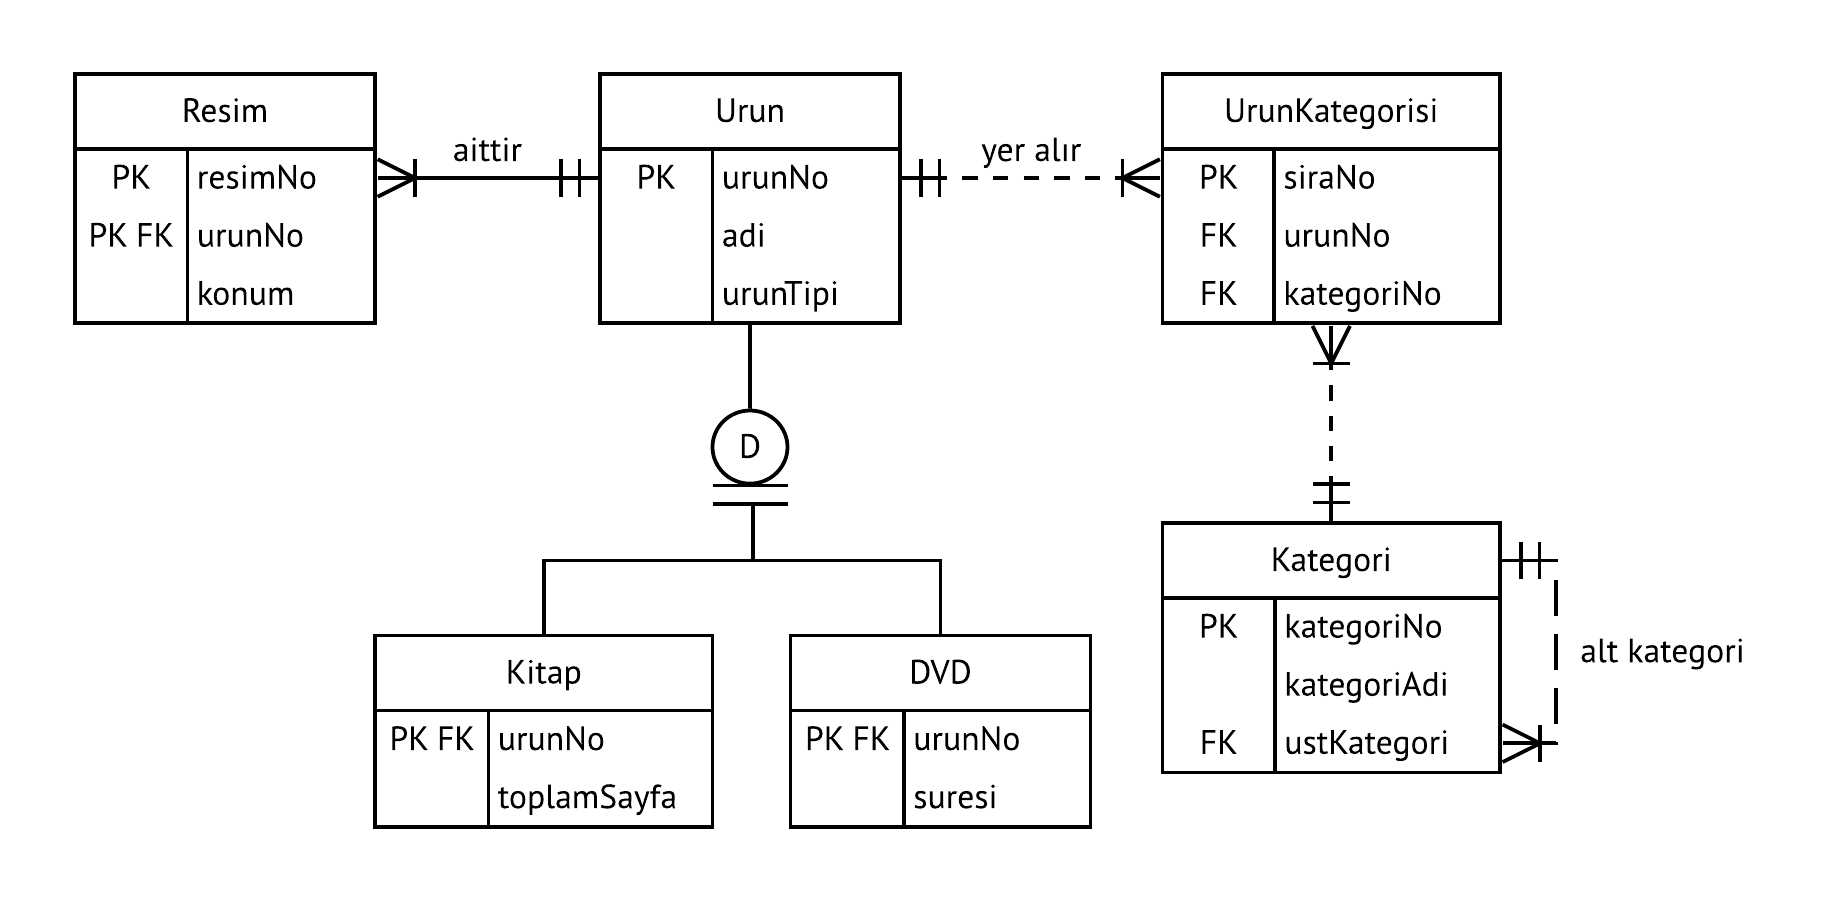 Resim
PK resimNo
PK FK urunNo
konum
aittir
Urun
PK urunNo
adi
urunTipi
yer alır
UrunKategorisi
PK siraNo
FK urunNo
FK kategoriNo
D
Kitap
PK FK urunNo
toplamSayfa
DVD
PK FK urunNo
suresi
Kategori
PK kategoriNo
kategoriAdi
FK ustKategori
alt kategori